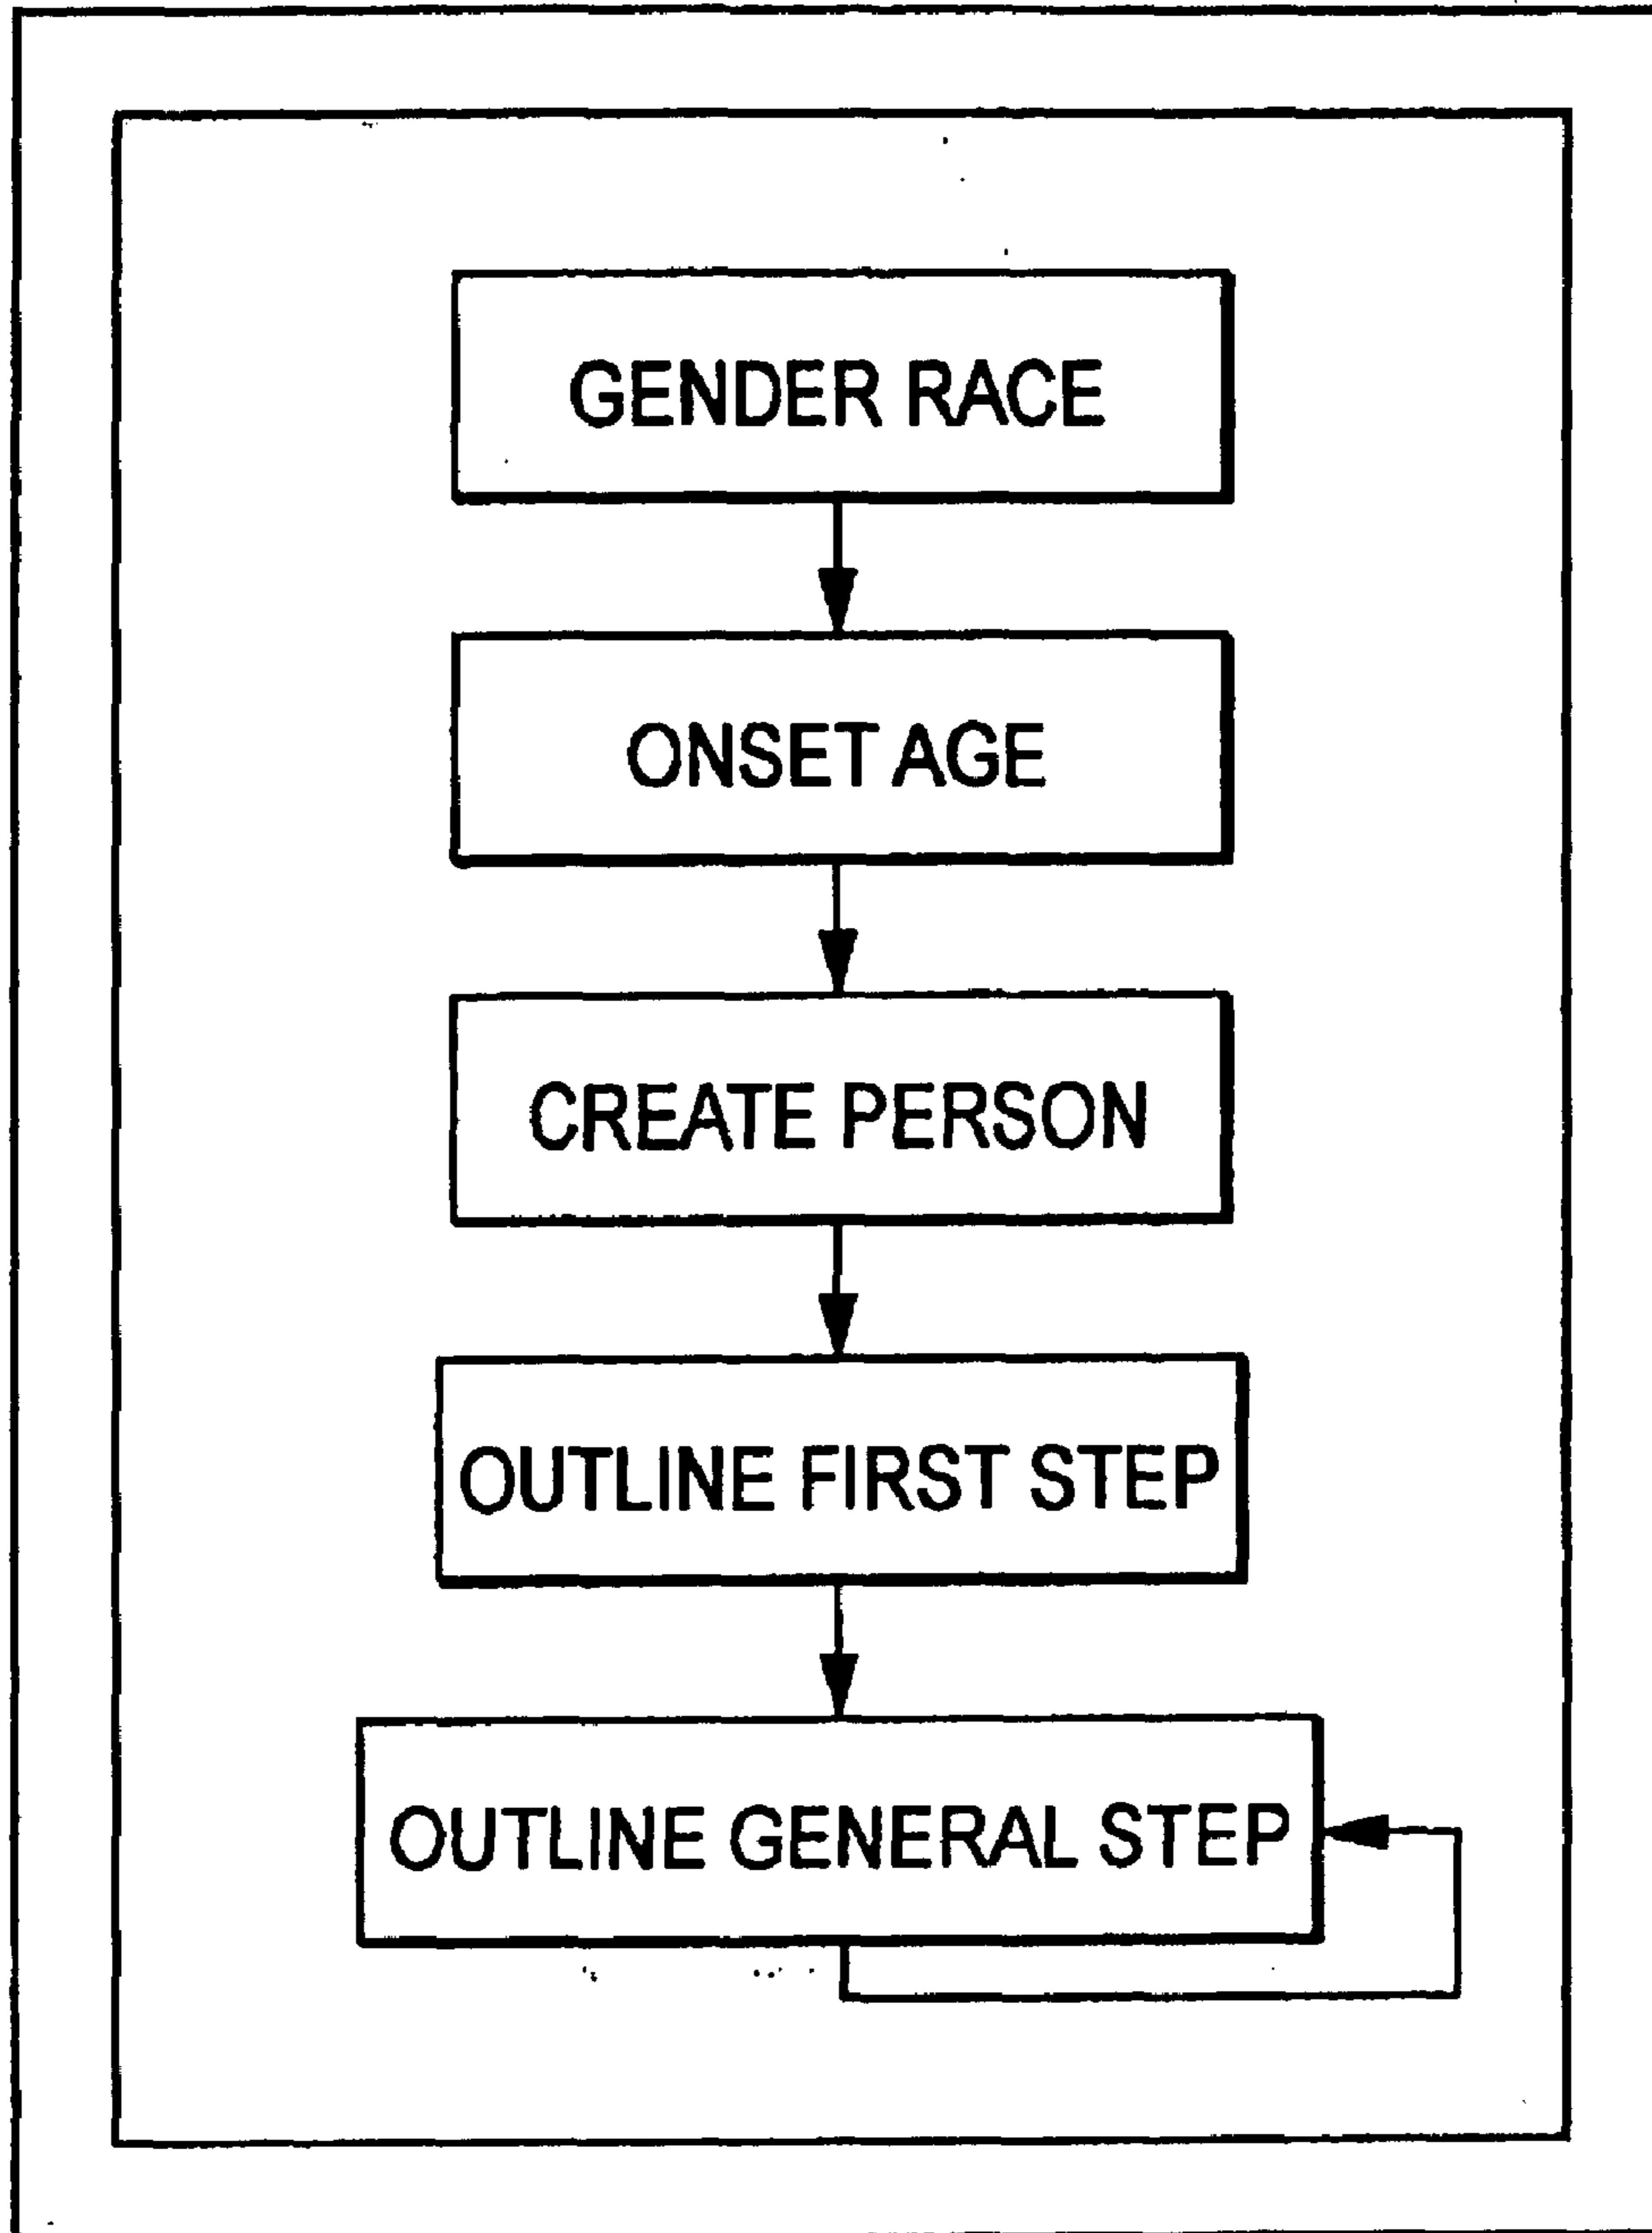 GENDER RACE
ONSET AGE
CREATE PERSON
OUTLINE FIRST STEP
OUTLINE GENERAL STEP